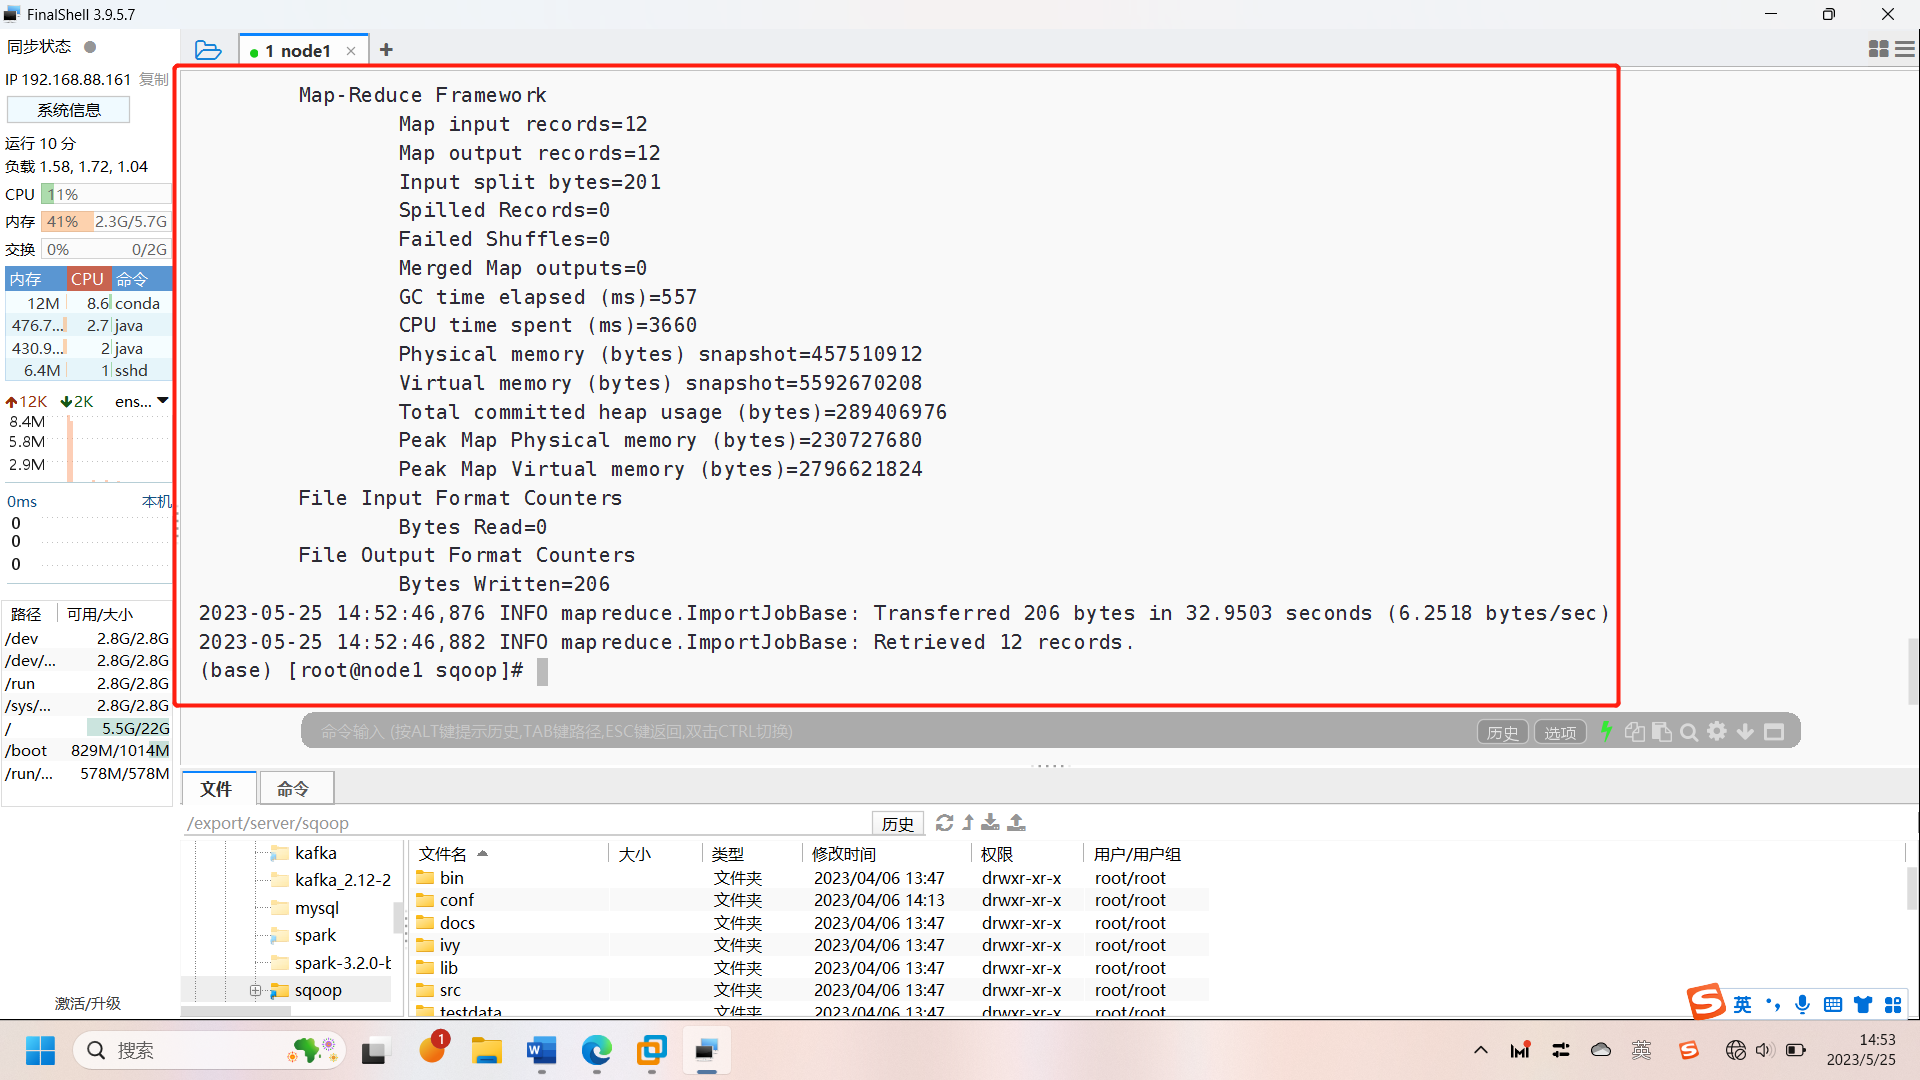 FinalShell 3.9.5.7
同步状态
IP 192.168.88.161 复制
系统信息
运行 10 分
负载 1.58, 1.72, 1.04
CPU 11%
内存 41% 2.3G/5.7G
交换 0% 0/2G
内存 CPU 命令
12M 8.6 conda
476.7... 2.7 java
430.9... 2 java
6.4M 1 sshd
12K 2K ens...
8.4M
5.8M
2.9M
0ms 本机
0
0
0
路径 可用/大小
/dev 2.8G/2.8G
/dev/... 2.8G/2.8G
/run 2.8G/2.8G
/sys/... 2.8G/2.8G
/ 5.5G/22G
/boot 829M/1014M
/run/... 578M/578M
激活/升级
1 node1
Map-Reduce Framework
Map input records=12
Map output records=12
Input split bytes=201
Spilled Records=0
Failed Shuffles=0
Merged Map outputs=0
GC time elapsed (ms)=557
CPU time spent (ms)=3660
Physical memory (bytes) snapshot=457510912
Virtual memory (bytes) snapshot=5592670208
Total committed heap usage (bytes)=289406976
Peak Map Physical memory (bytes)=230727680
Peak Map Virtual memory (bytes)=2796621824
File Input Format Counters
Bytes Read=0
File Output Format Counters
Bytes Written=206
2023-05-25 14:52:46,876 INFO mapreduce.ImportJobBase: Transferred 206 bytes in 32.9503 seconds (6.2518 bytes/sec)
2023-05-25 14:52:46,882 INFO mapreduce.ImportJobBase: Retrieved 12 records.
(base) [root@node1 sqoop]#
命令输入 (按ALT键提示历史,TAB键路径,ESC键返回,双击CTRL切换) 历史 选项
文件 命令
/export/server/sqoop 历史
kafka
kafka_2.12-2
mysql
spark
spark-3.2.0-b
sqoop
文件名 大小 类型 修改时间 权限 用户/用户组
bin 文件夹 2023/04/06 13:47 drwxr-xr-x root/root
conf 文件夹 2023/04/06 14:13 drwxr-xr-x root/root
docs 文件夹 2023/04/06 13:47 drwxr-xr-x root/root
ivy 文件夹 2023/04/06 13:47 drwxr-xr-x root/root
lib 文件夹 2023/04/06 13:47 drwxr-xr-x root/root
src 文件夹 2023/04/06 13:47 drwxr-xr-x root/root
testdata 文件夹 2023/04/06 13:47 drwxr-xr-x root/root
英
搜索
1
英
14:53
2023/5/25